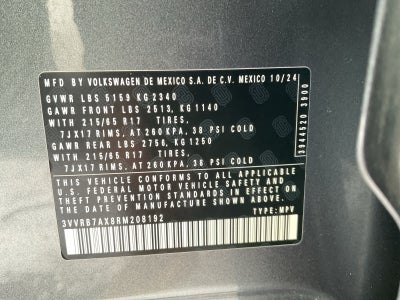 MFD BY VOLKSWAGEN DE MEXICO S.A. DE C.V. MEXICO 10/24
GVWR LBS 5159 KG 2340
GAWR FRONT LBS 2513, KG 1140
WITH 215/65 R17 TIRES,
7JX17 RIMS, AT 260 KPA, 38 PSI COLD
GAWR REAR LBS 2750, KG 1250
WITH 215/65 R17 TIRES,
7JX17 RIMS, AT 260 KPA, 38 PSI COLD
THIS VEHICLE CONFORMS TO ALL APPLICABLE
U.S. FEDERAL MOTOR VEHICLE SAFETY AND
THEFT PREVENTION STANDARDS IN EFFECT ON
THE DATE OF MANUFACTURE SHOWN ABOVE.
3VVRB7AX8RM208192
TYPE: MPV
3944520 3900